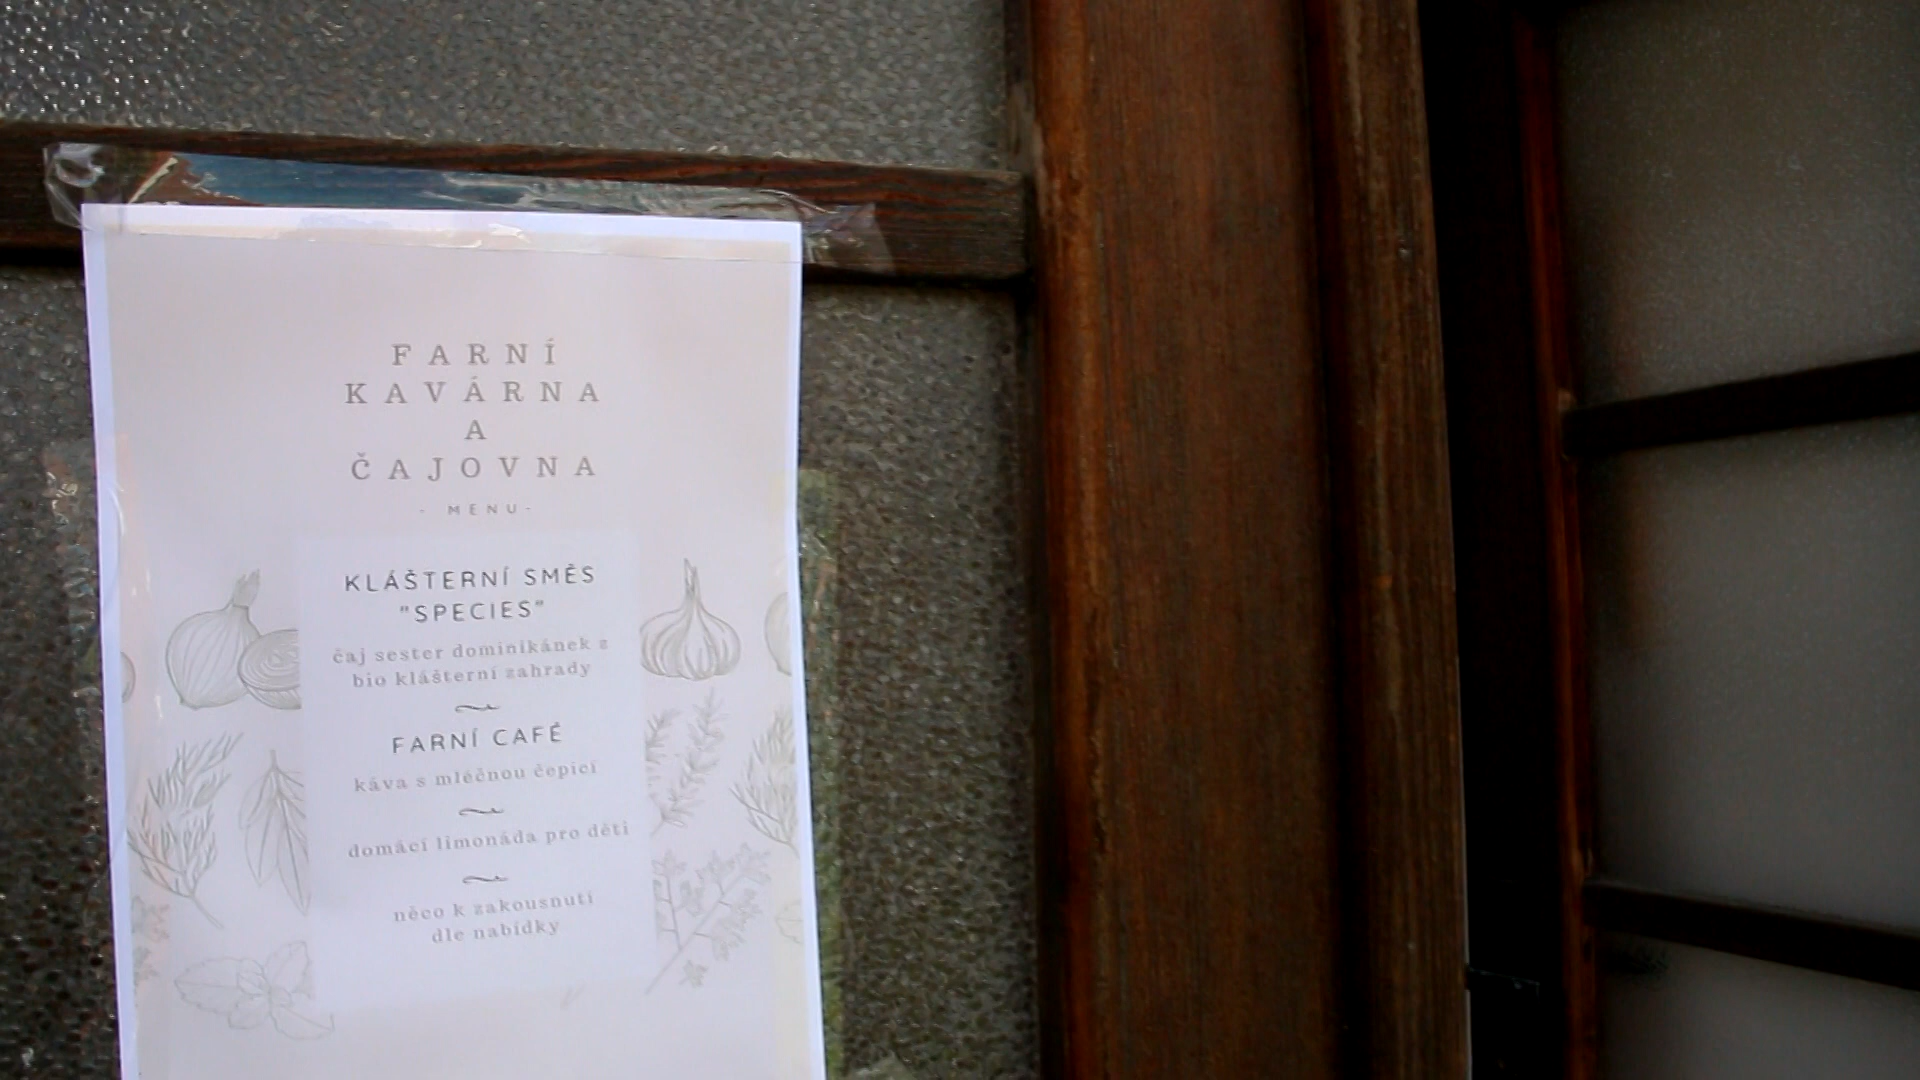 FARNÍ
KAVÁRNA
A
ČAJOVNA
- MENU-
KLÁŠTERNÍ SMĚS
"SPECIES"
čaj sester dominikánek z
bio klášterní zahrady
FARNÍ CAFÉ
káva s mléčnou čepicí
domácí limonáda pro děti
něco k zakousnutí
dle nabídky